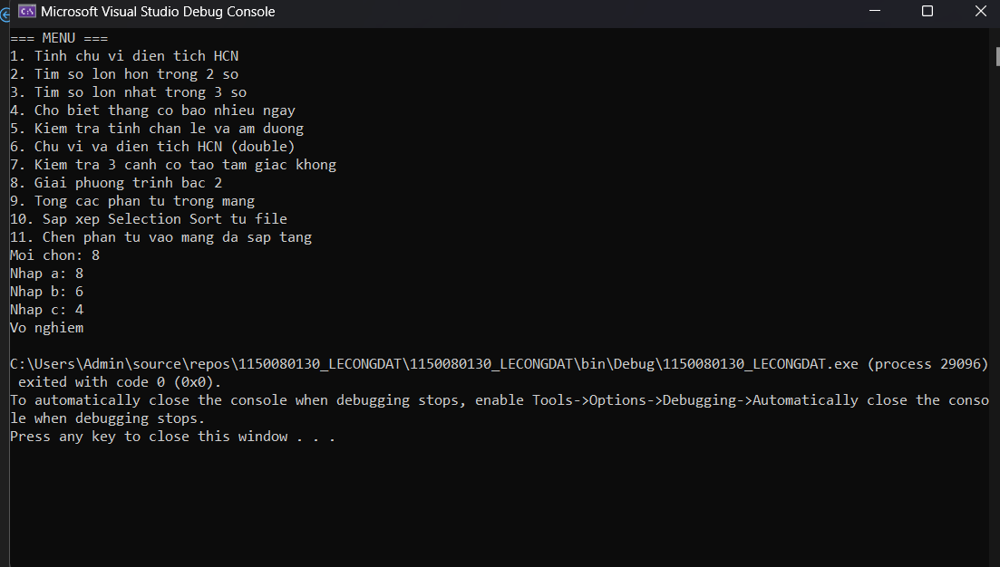 Microsoft Visual Studio Debug Console
=== MENU ===
1. Tinh chu vi dien tich HCN
2. Tim so lon hon trong 2 so
3. Tim so lon nhat trong 3 so
4. Cho biet thang co bao nhieu ngay
5. Kiem tra tinh chan le va am duong
6. Chu vi va dien tich HCN (double)
7. Kiem tra 3 canh co tao tam giac khong
8. Giai phuong trinh bac 2
9. Tong cac phan tu trong mang
10. Sap xep Selection Sort tu file
11. Chen phan tu vao mang da sap tang
Moi chon: 8
Nhap a: 8
Nhap b: 6
Nhap c: 4
Vo nghiem
C:\Users\Admin\source\repos\1150080130_LECONGDAT\1150080130_LECONGDAT\bin\Debug\1150080130_LECONGDAT.exe (process 29096)
exited with code 0 (0x0).
To automatically close the console when debugging stops, enable Tools->Options->Debugging->Automatically close the conso
le when debugging stops.
Press any key to close this window . . .